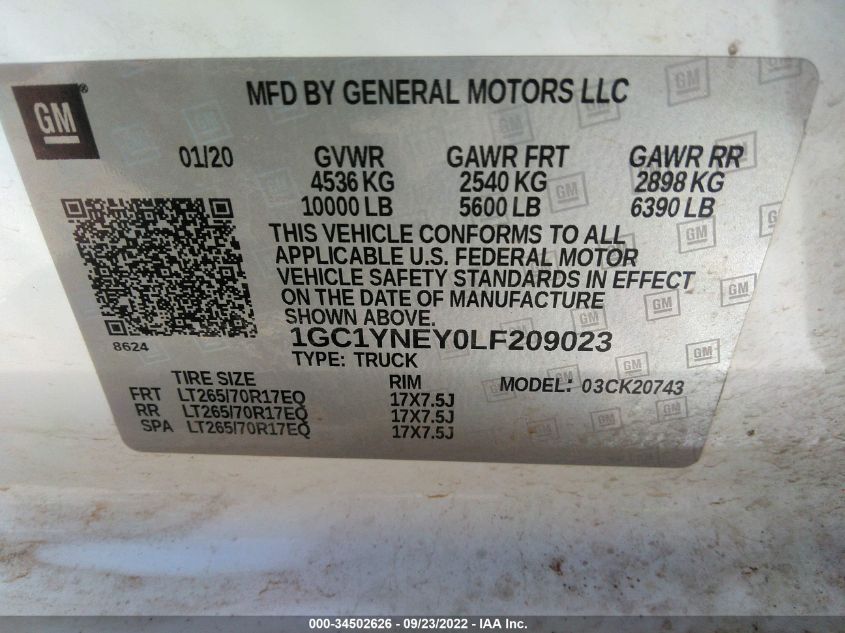 GM
MFD BY GENERAL MOTORS LLC
01/20 GVWR GAWR FRT GAWR RR
4536 KG 2540 KG 2898 KG
10000 LB 5600 LB 6390 LB
THIS VEHICLE CONFORMS TO ALL
APPLICABLE U.S. FEDERAL MOTOR
VEHICLE SAFETY STANDARDS IN EFFECT
ON THE DATE OF MANUFACTURE
SHOWN ABOVE.
8624
1GC1YNEY0LF209023
TYPE: TRUCK
TIRE SIZE RIM MODEL: 03CK20743
FRT LT265/70R17EQ 17X7.5J
RR LT265/70R17EQ 17X7.5J
SPA LT265/70R17EQ 17X7.5J
000-34502626 - 09/23/2022 - IAA Inc.